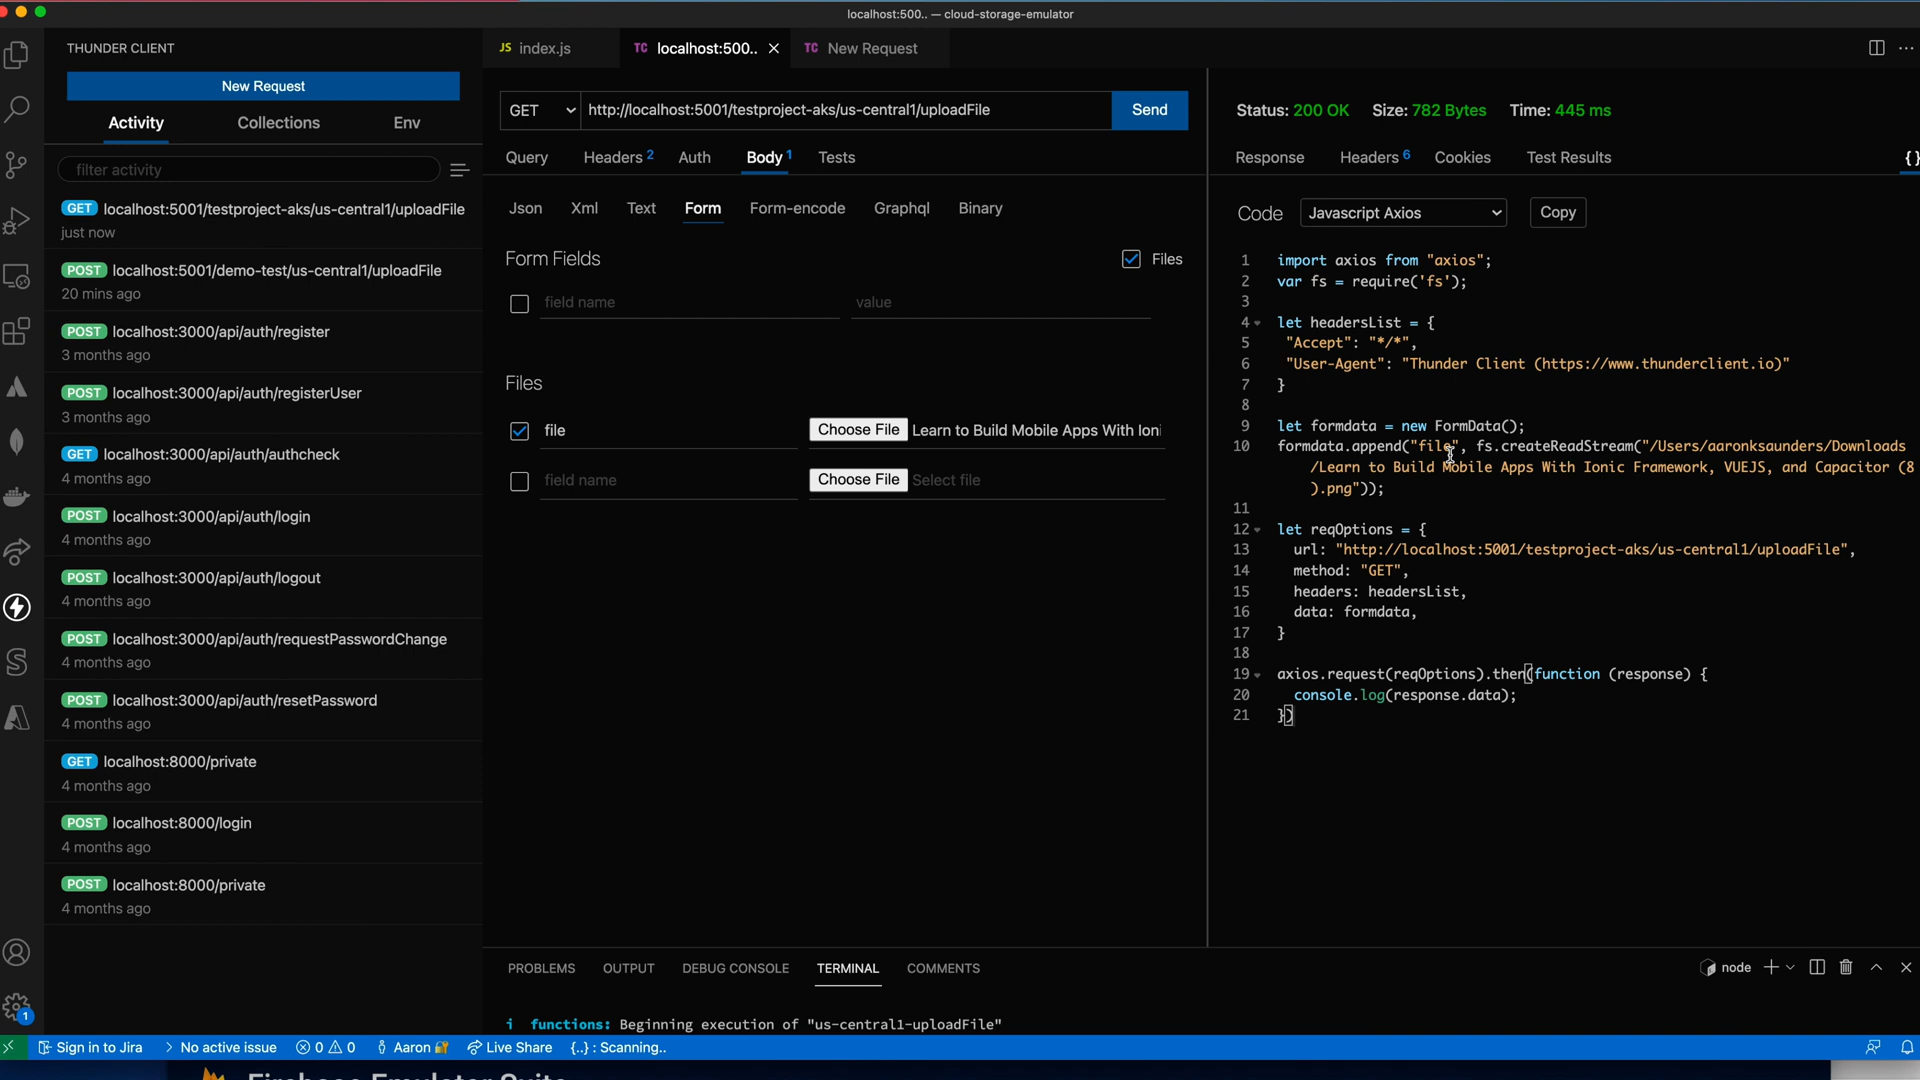 localhost:500.. — cloud-storage-emulator
THUNDER CLIENT
New Request
Activity
Collections
Env
filter activity
GET localhost:5001/testproject-aks/us-central1/uploadFile
just now
POST localhost:5001/demo-test/us-central1/uploadFile
20 mins ago
POST localhost:3000/api/auth/register
3 months ago
POST localhost:3000/api/auth/registerUser
3 months ago
GET localhost:3000/api/auth/authcheck
4 months ago
POST localhost:3000/api/auth/login
4 months ago
POST localhost:3000/api/auth/logout
4 months ago
POST localhost:3000/api/auth/requestPasswordChange
4 months ago
POST localhost:3000/api/auth/resetPassword
4 months ago
GET localhost:8000/private
4 months ago
POST localhost:8000/login
4 months ago
POST localhost:8000/private
4 months ago
JS index.js
TC localhost:500..
TC New Request
GET http://localhost:5001/testproject-aks/us-central1/uploadFile Send
Query Headers 2 Auth Body 1 Tests
Json Xml Text Form Form-encode Graphql Binary
Form Fields
Files
field name value
Files
file Choose File Learn to Build Mobile Apps With Ioni
field name Choose File Select file
Status: 200 OK Size: 782 Bytes Time: 445 ms
Response Headers 6 Cookies Test Results {}
Code Javascript Axios Copy
1 import axios from "axios";
2 var fs = require('fs');
3
4 let headersList = {
5 "Accept": "*/*",
6 "User-Agent": "Thunder Client (https://www.thunderclient.io)"
7 }
8
9 let formdata = new FormData();
10 formdata.append("file", fs.createReadStream("/Users/aaronksaunders/Downloads
/Learn to Build Mobile Apps With Ionic Framework, VUEJS, and Capacitor (8
).png"));
11
12 let reqOptions = {
13 url: "http://localhost:5001/testproject-aks/us-central1/uploadFile",
14 method: "GET",
15 headers: headersList,
16 data: formdata,
17 }
18
19 axios.request(reqOptions).then(function (response) {
20 console.log(response.data);
21 })
PROBLEMS OUTPUT DEBUG CONSOLE TERMINAL COMMENTS
node
i functions: Beginning execution of "us-central1-uploadFile"
1
Sign in to Jira
No active issue
0 0
Aaron
Live Share
{..} : Scanning..
Firebase Emulator Suite